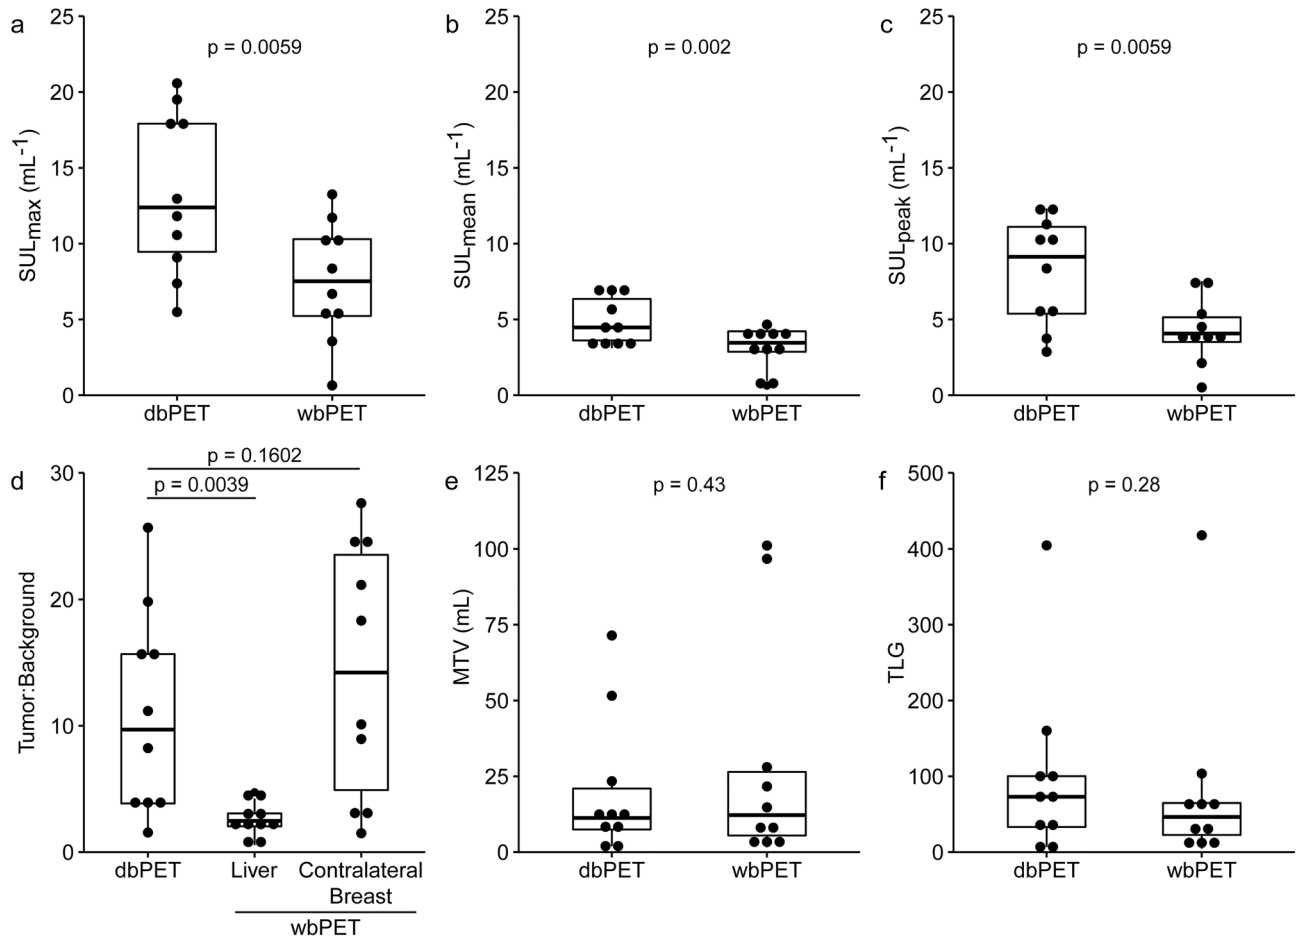 a
p = 0.0059
SULmax (mL-1)
25
20
15
10
5
0
dbPET wbPET
b
p = 0.002
SULmean (mL-1)
25
20
15
10
5
0
dbPET wbPET
c
p = 0.0059
SULpeak (mL-1)
25
20
15
10
5
0
dbPET wbPET
d
p = 0.1602
p = 0.0039
Tumor:Background
30
20
10
0
dbPET Liver Contralateral
Breast
wbPET
e
p = 0.43
MTV (mL)
125
100
75
50
25
0
dbPET wbPET
f
p = 0.28
TLG
500
400
300
200
100
0
dbPET wbPET